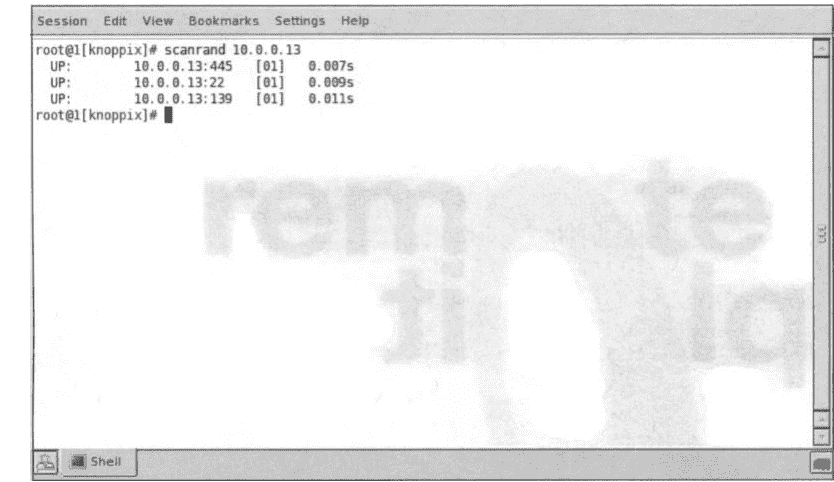 Session Edit View Bookmarks Settings Help
root@1[knoppix]# scanrand 10.0.0.13
  UP:        10.0.0.13:445   [01]   0.007s
  UP:        10.0.0.13:22    [01]   0.009s
  UP:        10.0.0.13:139   [01]   0.011s
root@1[knoppix]#
Shell